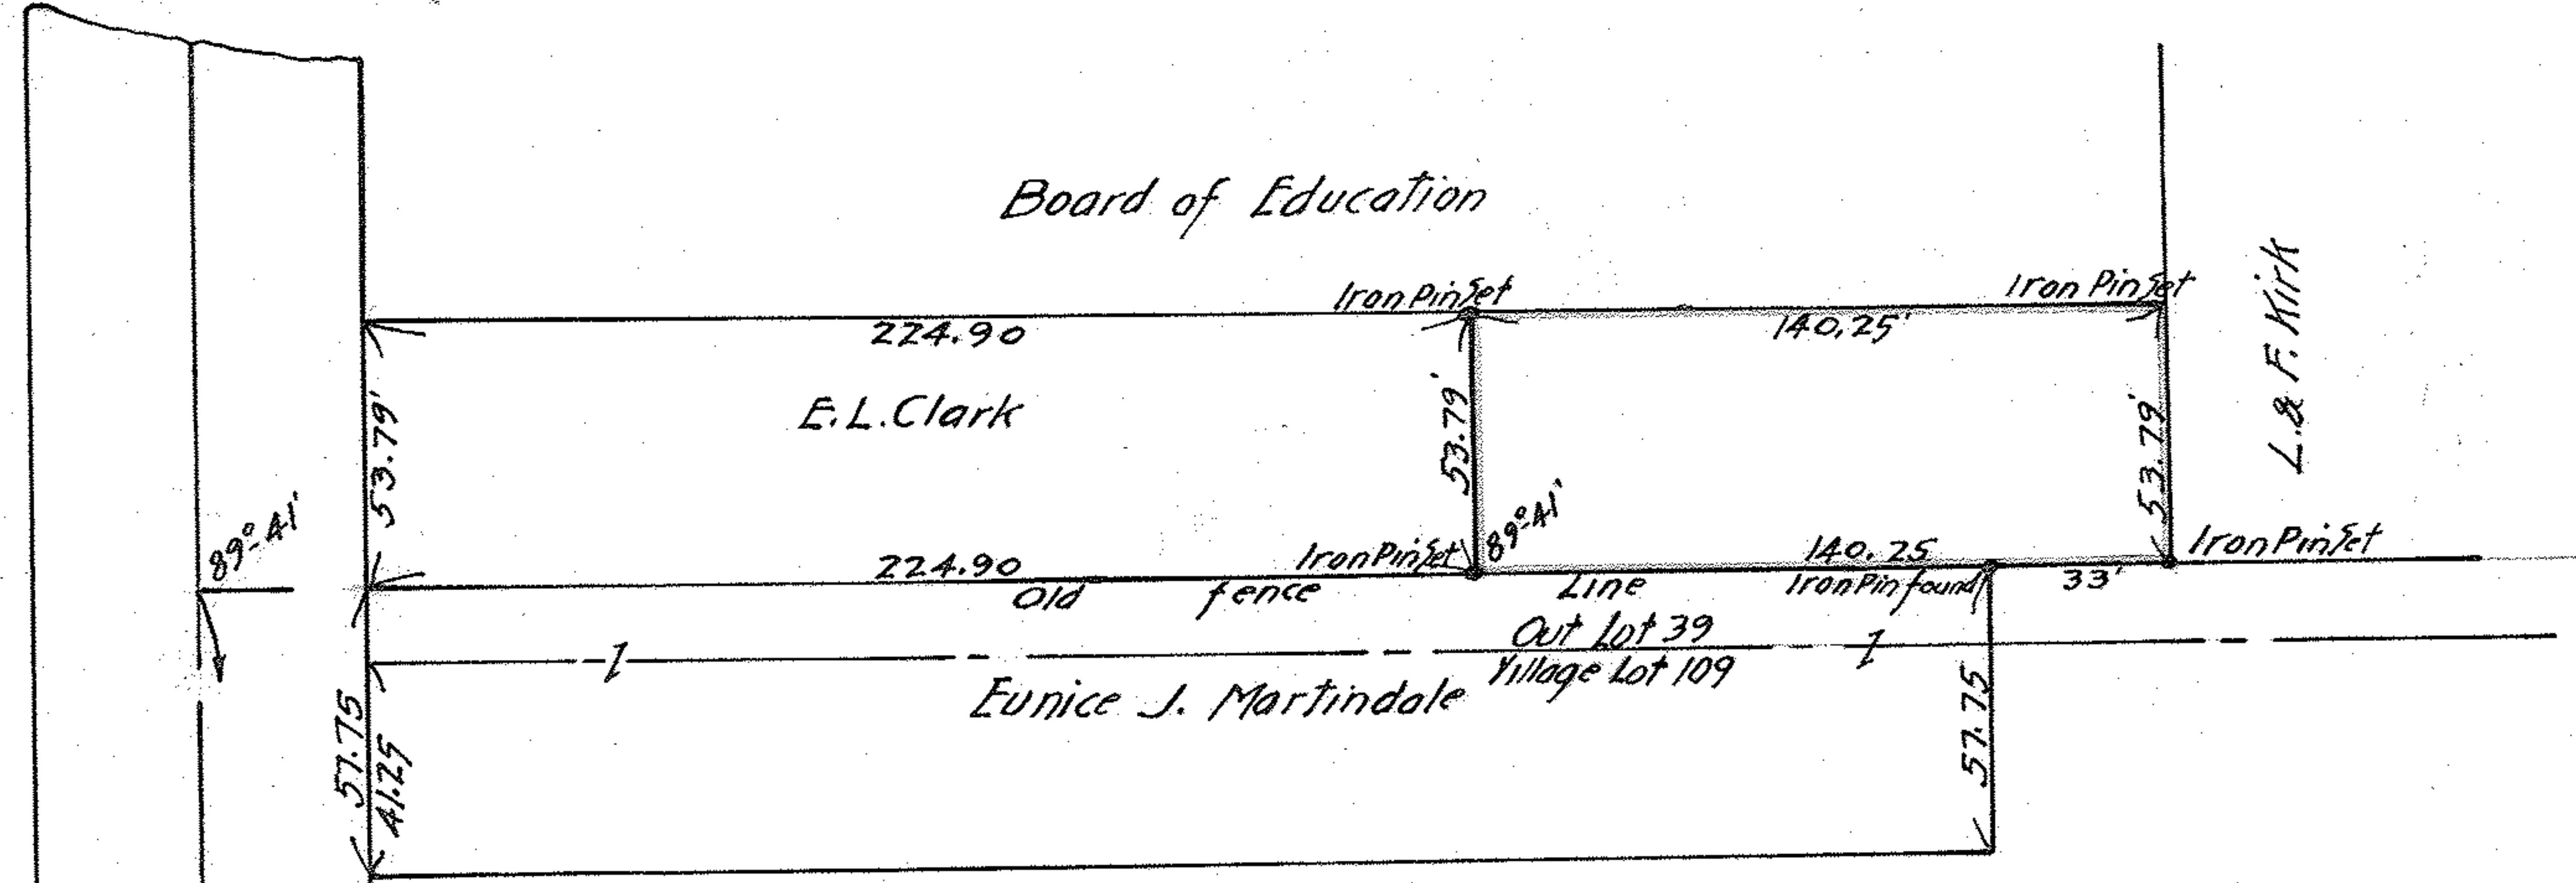 Board of Education
Iron Pin Set
Iron Pin Set
224.90
140.25'
L. & F. Kirk
E. L. Clark
53.79'
53.79'
53.79'
89°-41'
89°-41'
224.90
Iron Pin Set
140.25
Iron Pin Set
Old fence Line
Iron Pin found
33'
Out Lot 39
Village Lot 109
Eunice J. Martindale
57.75
41.25
57.75